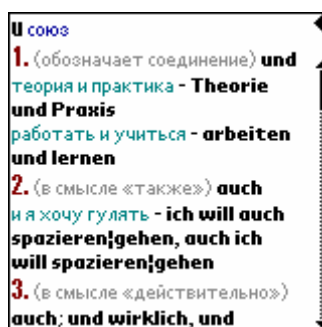 и союз
1. (обозначает соединение) und
теория и практика - Theorie
und Praxis
работать и учиться - arbeiten
und lernen
2. (в смысле «также») auch
и я хочу гулять - ich will auch
spazieren¦gehen, auch ich
will spazieren¦gehen
3. (в смысле «действительно»)
auch; und wirklich, und